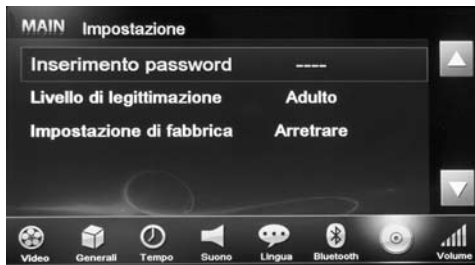 MAIN Impostazione
Inserimento password ----
Livello di legittimazione Adulto
Impostazione di fabbrica Arretrare
Video Generali Tempo Suono Lingua Bluetooth Volume